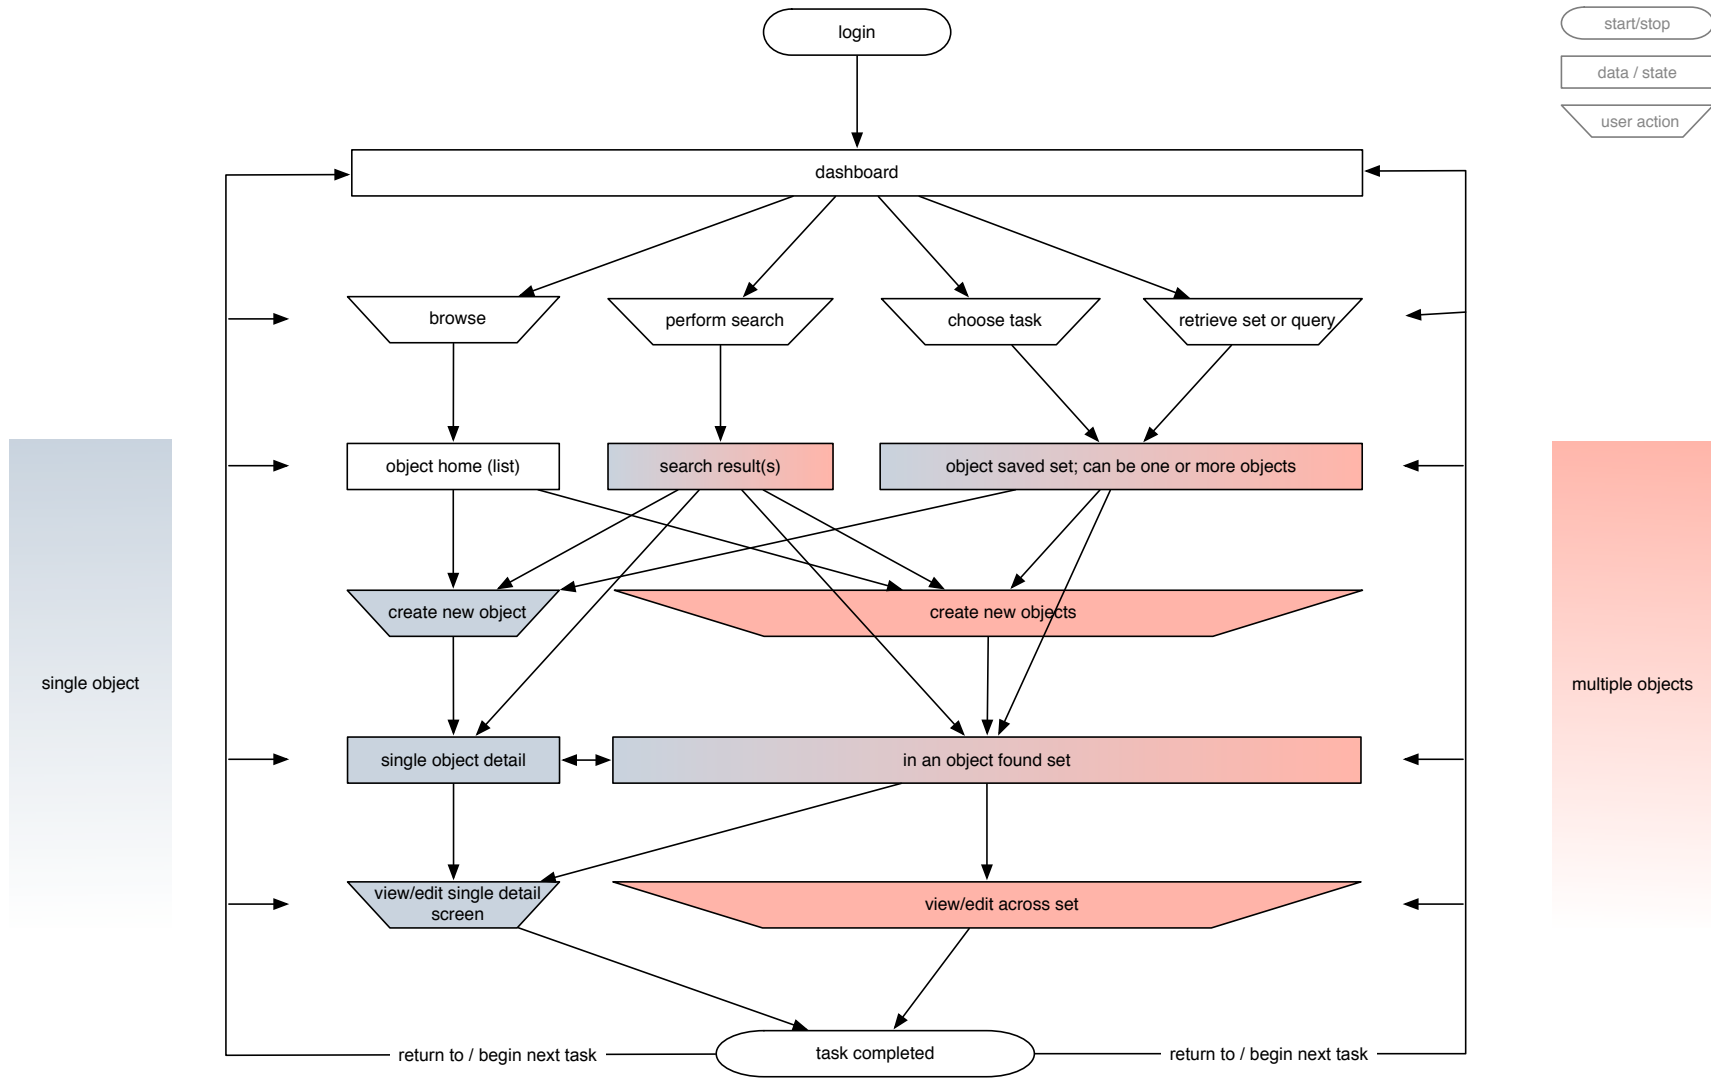 login
start/stop
data / state
user action
dashboard
browse
perform search
choose task
retrieve set or query
object home (list)
search result(s)
object saved set; can be one or more objects
create new object
create new objects
single object
multiple objects
single object detail
in an object found set
view/edit single detail
screen
view/edit across set
return to / begin next task
task completed
return to / begin next task